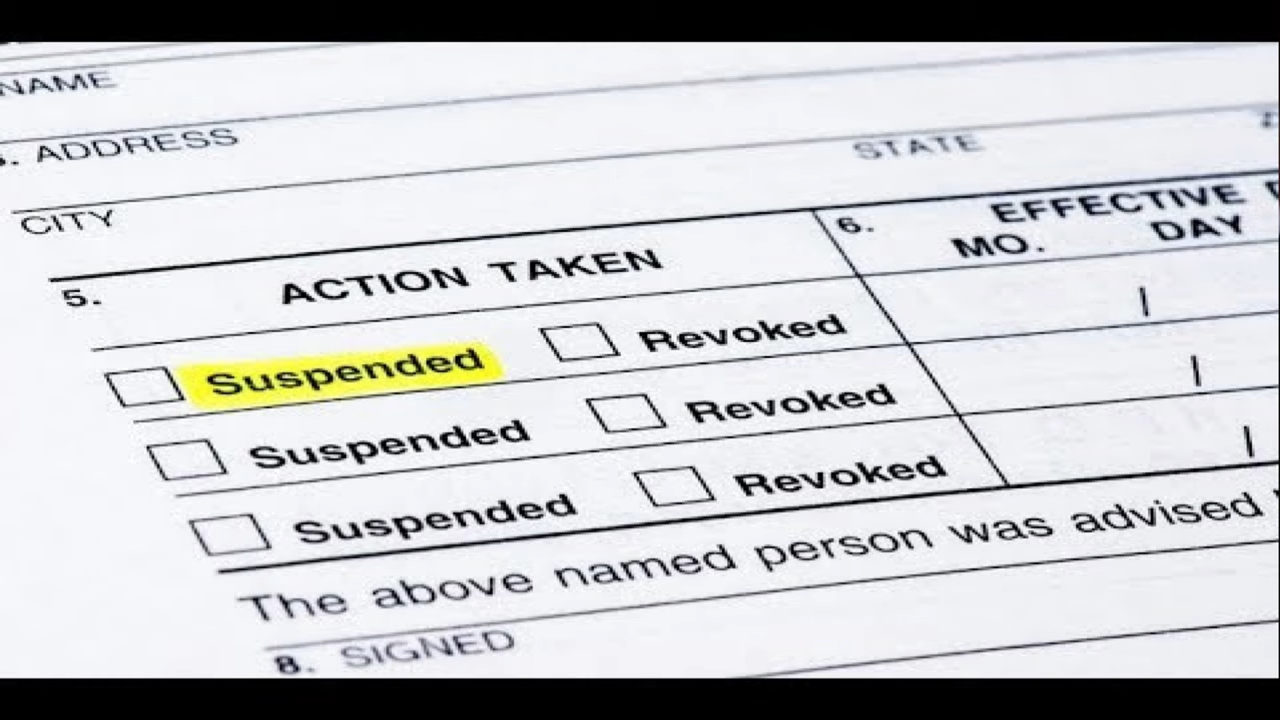 NAME
ADDRESS
CITY STATE
5. ACTION TAKEN 6. EFFECTIVE
MO. DAY
Suspended Revoked /
Suspended Revoked /
Suspended Revoked /
The above named person was advised
8. SIGNED